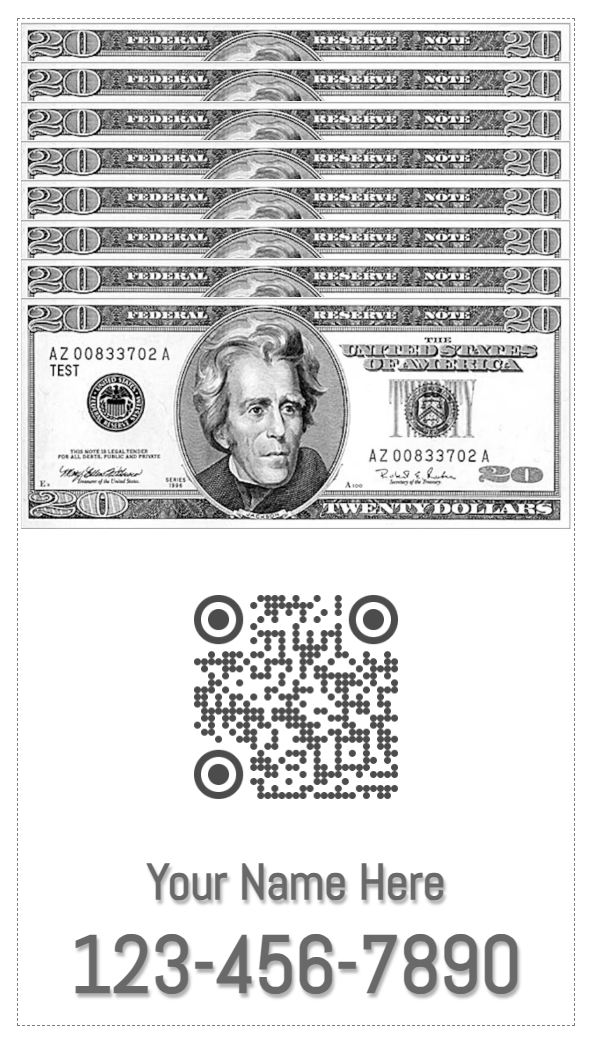 20 FEDERAL RESERVE NOTE 20
20 FEDERAL RESERVE NOTE 20
20 FEDERAL RESERVE NOTE 20
20 FEDERAL RESERVE NOTE 20
20 FEDERAL RESERVE NOTE 20
20 FEDERAL RESERVE NOTE 20
20 FEDERAL RESERVE NOTE 20
20 FEDERAL RESERVE NOTE 20
THE
UNITED STATES
OF AMERICA
AZ 00833702 A
TEST
AZ 00833702 A
THIS NOTE IS LEGAL TENDER
FOR ALL DEBTS, PUBLIC AND PRIVATE
Treasurer of the United States.
SERIES
1996
A 100
Secretary of the Treasury.
20
20 JACKSON TWENTY DOLLARS
Your Name Here
123-456-7890